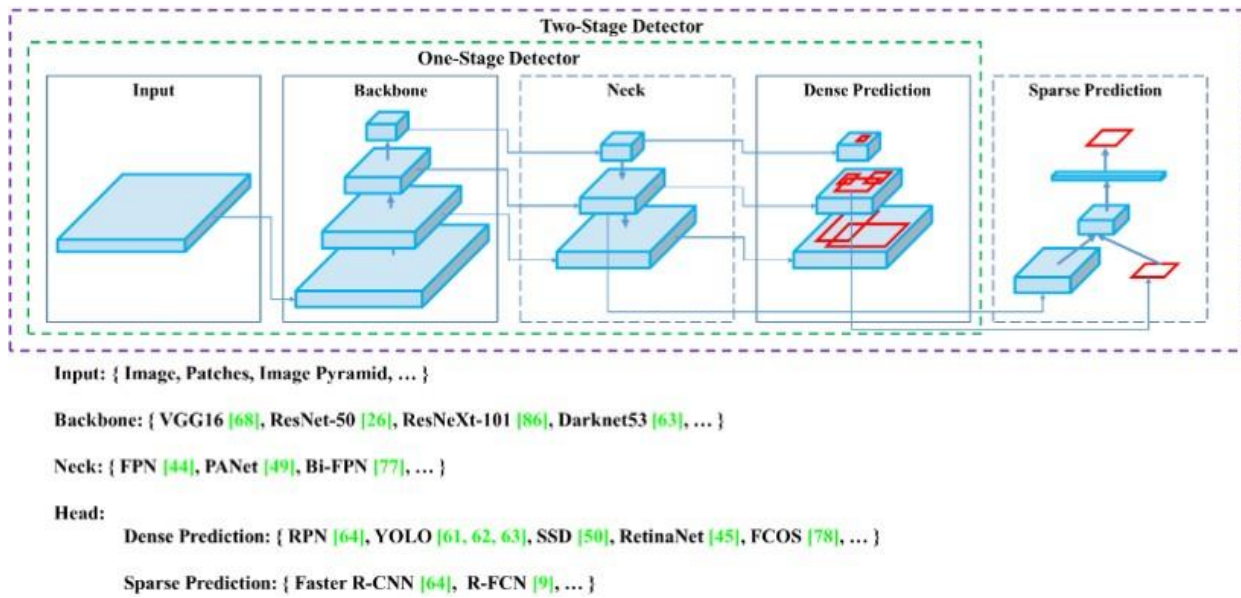 Two-Stage Detector
One-Stage Detector
Input
Backbone
Neck
Dense Prediction
Sparse Prediction
Input: { Image, Patches, Image Pyramid, … }
Backbone: { VGG16 [68], ResNet-50 [26], ResNeXt-101 [86], Darknet53 [63], … }
Neck: { FPN [44], PANet [49], Bi-FPN [77], … }
Head:
Dense Prediction: { RPN [64], YOLO [61, 62, 63], SSD [50], RetinaNet [45], FCOS [78], … }
Sparse Prediction: { Faster R-CNN [64], R-FCN [9], … }